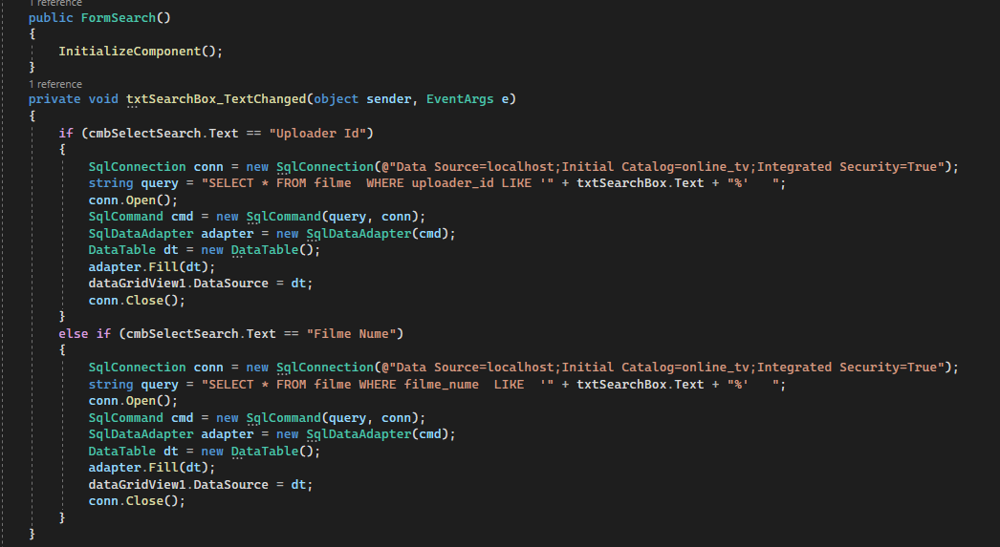 1 reference
public FormSearch()
{
InitializeComponent();
}
1 reference
private void txtSearchBox_TextChanged(object sender, EventArgs e)
{
if (cmbSelectSearch.Text == "Uploader Id")
{
SqlConnection conn = new SqlConnection(@"Data Source=localhost;Initial Catalog=online_tv;Integrated Security=True");
string query = "SELECT * FROM filme  WHERE uploader_id LIKE '" + txtSearchBox.Text + "%'   ";
conn.Open();
SqlCommand cmd = new SqlCommand(query, conn);
SqlDataAdapter adapter = new SqlDataAdapter(cmd);
DataTable dt = new DataTable();
adapter.Fill(dt);
dataGridView1.DataSource = dt;
conn.Close();
}
else if (cmbSelectSearch.Text == "Filme Nume")
{
SqlConnection conn = new SqlConnection(@"Data Source=localhost;Initial Catalog=online_tv;Integrated Security=True");
string query = "SELECT * FROM filme WHERE filme_nume  LIKE  '" + txtSearchBox.Text + "%'   ";
conn.Open();
SqlCommand cmd = new SqlCommand(query, conn);
SqlDataAdapter adapter = new SqlDataAdapter(cmd);
DataTable dt = new DataTable();
adapter.Fill(dt);
dataGridView1.DataSource = dt;
conn.Close();
}
}